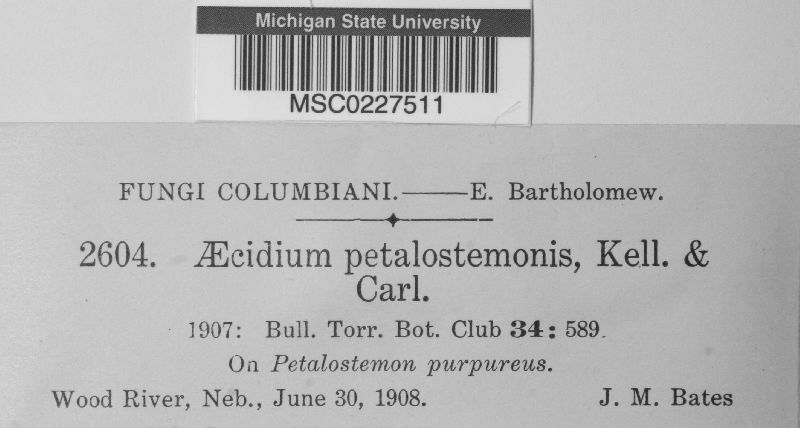 Michigan State University
MSC0227511
FUNGI COLUMBIANI.——E. Bartholomew.
2604. Æcidium petalostemonis, Kell. &
Carl.
1907: Bull. Torr. Bot. Club 34: 589.
On Petalostemon purpureus.
Wood River, Neb., June 30, 1908. J. M. Bates